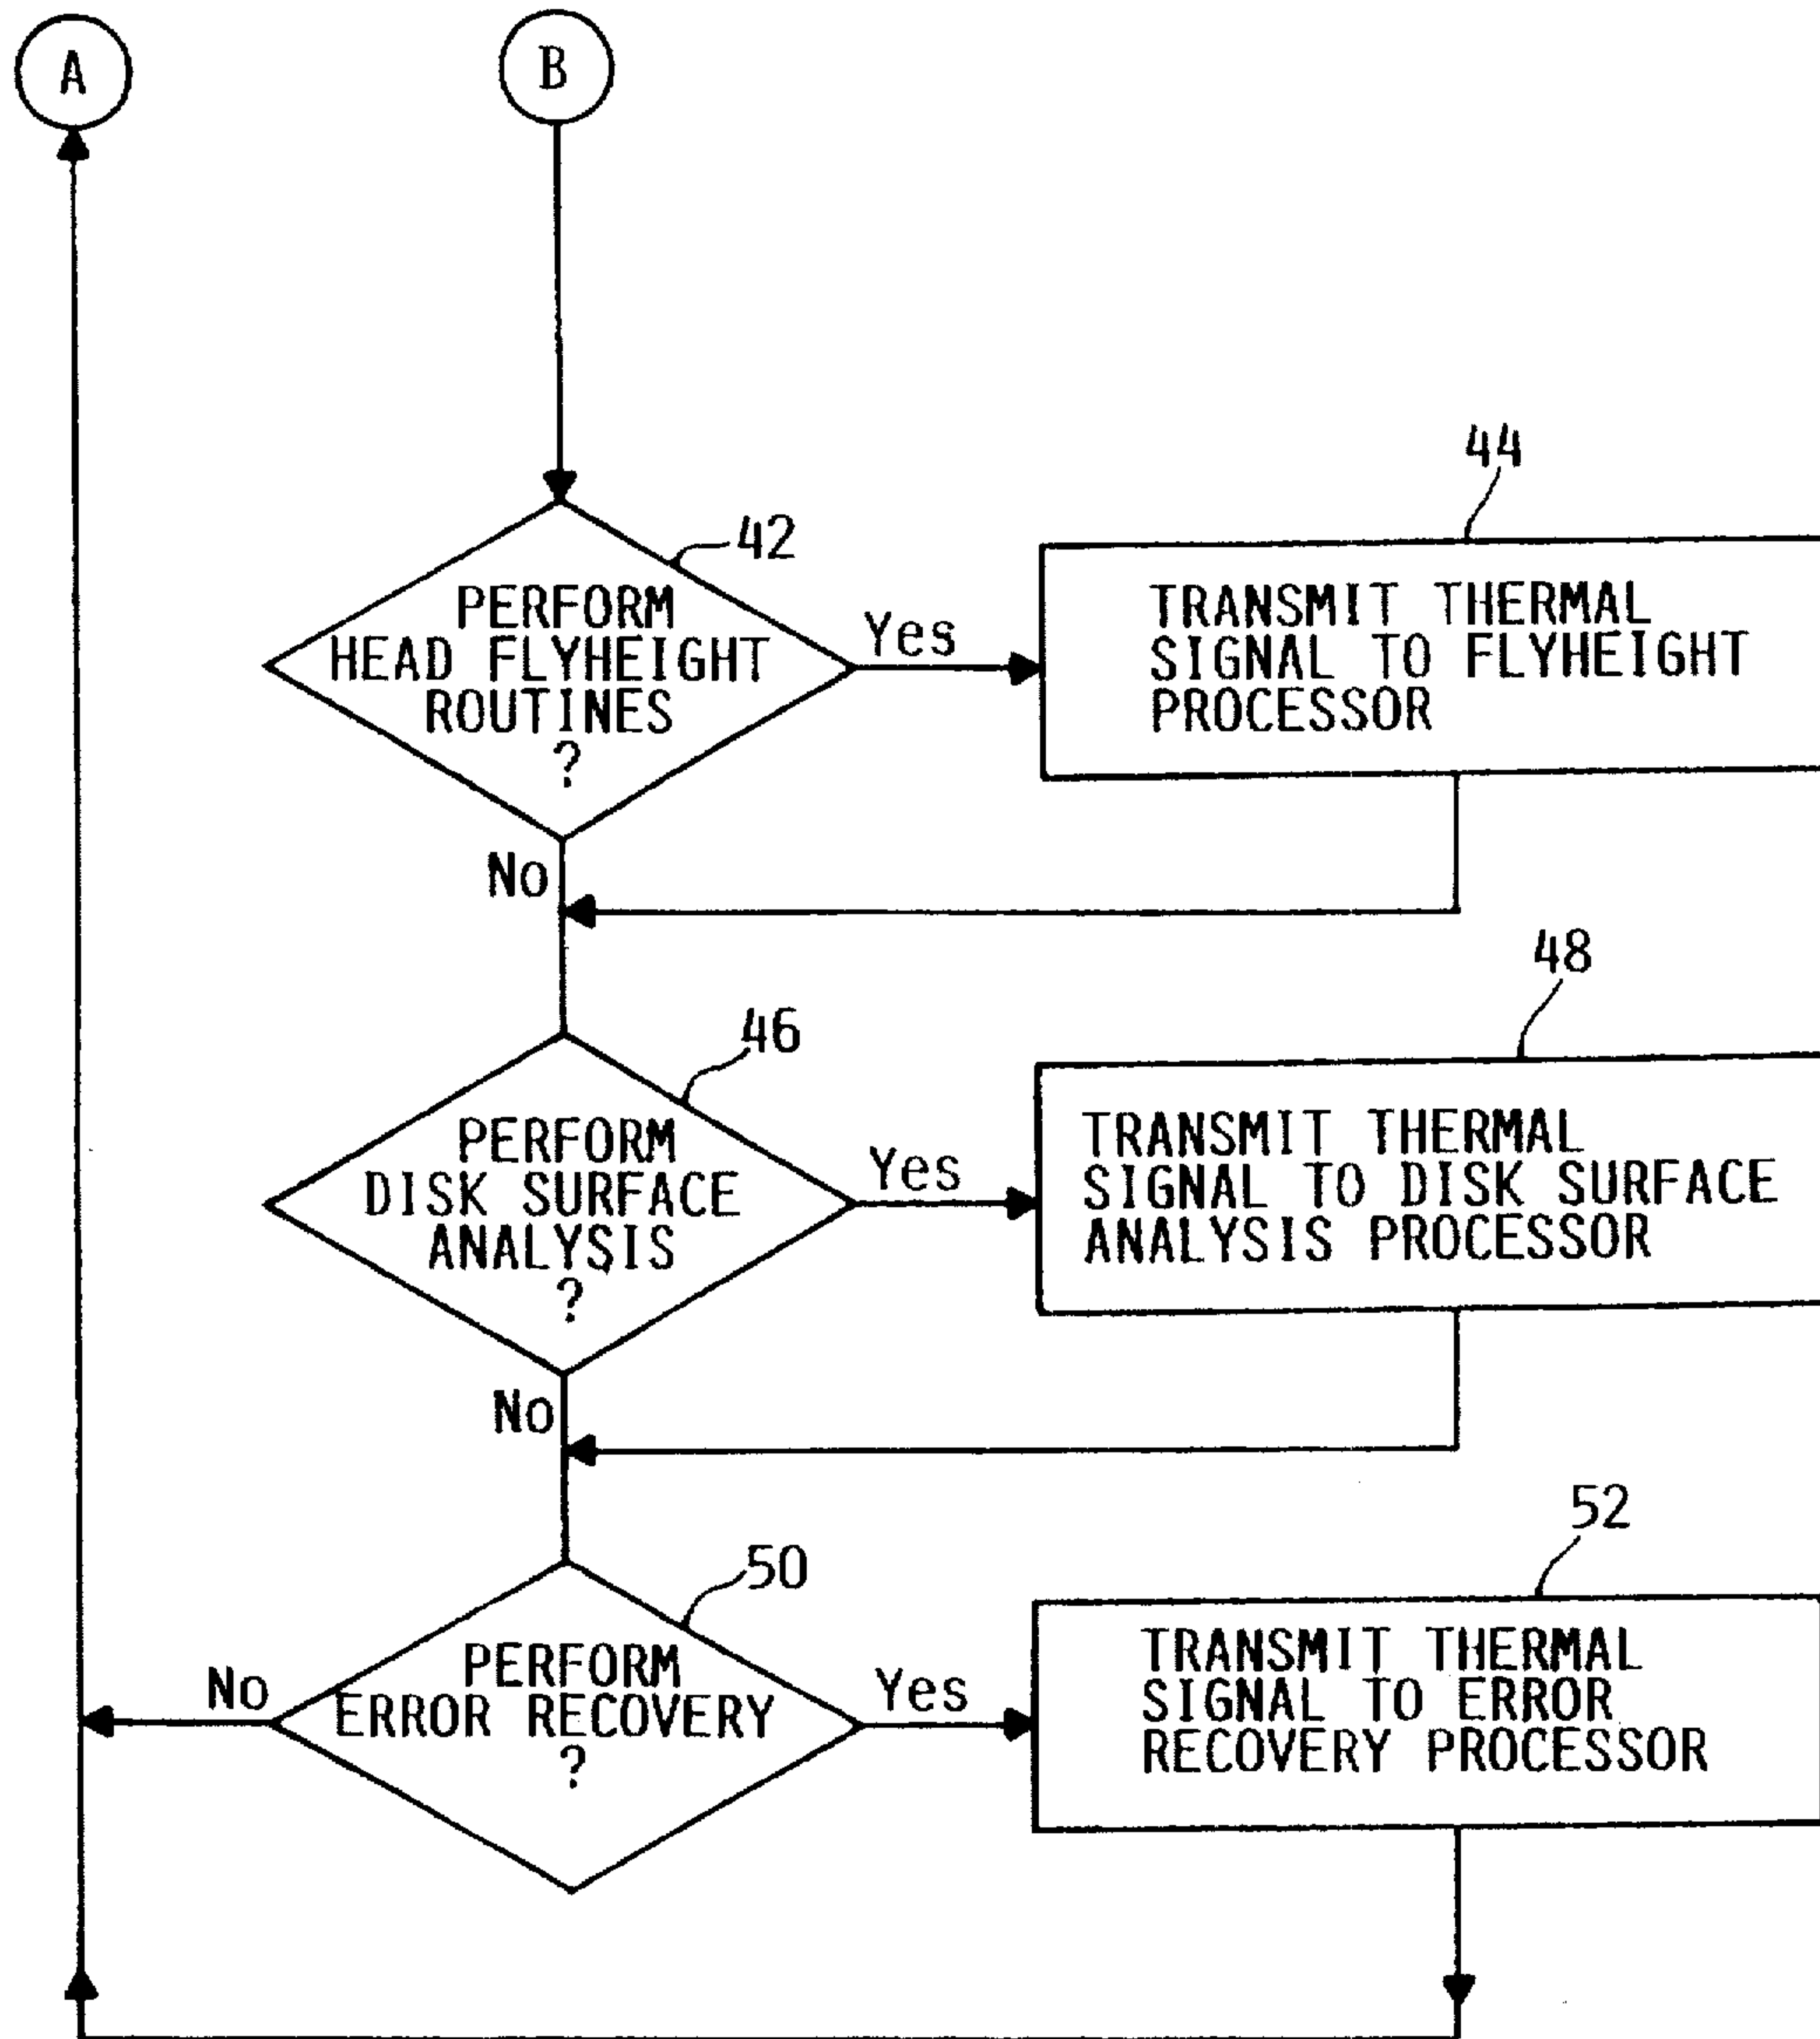 A
B
42
PERFORM
HEAD FLYHEIGHT
ROUTINES
?
Yes
No
44
TRANSMIT THERMAL
SIGNAL TO FLYHEIGHT
PROCESSOR
46
PERFORM
DISK SURFACE
ANALYSIS
?
Yes
No
48
TRANSMIT THERMAL
SIGNAL TO DISK SURFACE
ANALYSIS PROCESSOR
50
PERFORM
ERROR RECOVERY
?
No
Yes
52
TRANSMIT THERMAL
SIGNAL TO ERROR
RECOVERY PROCESSOR